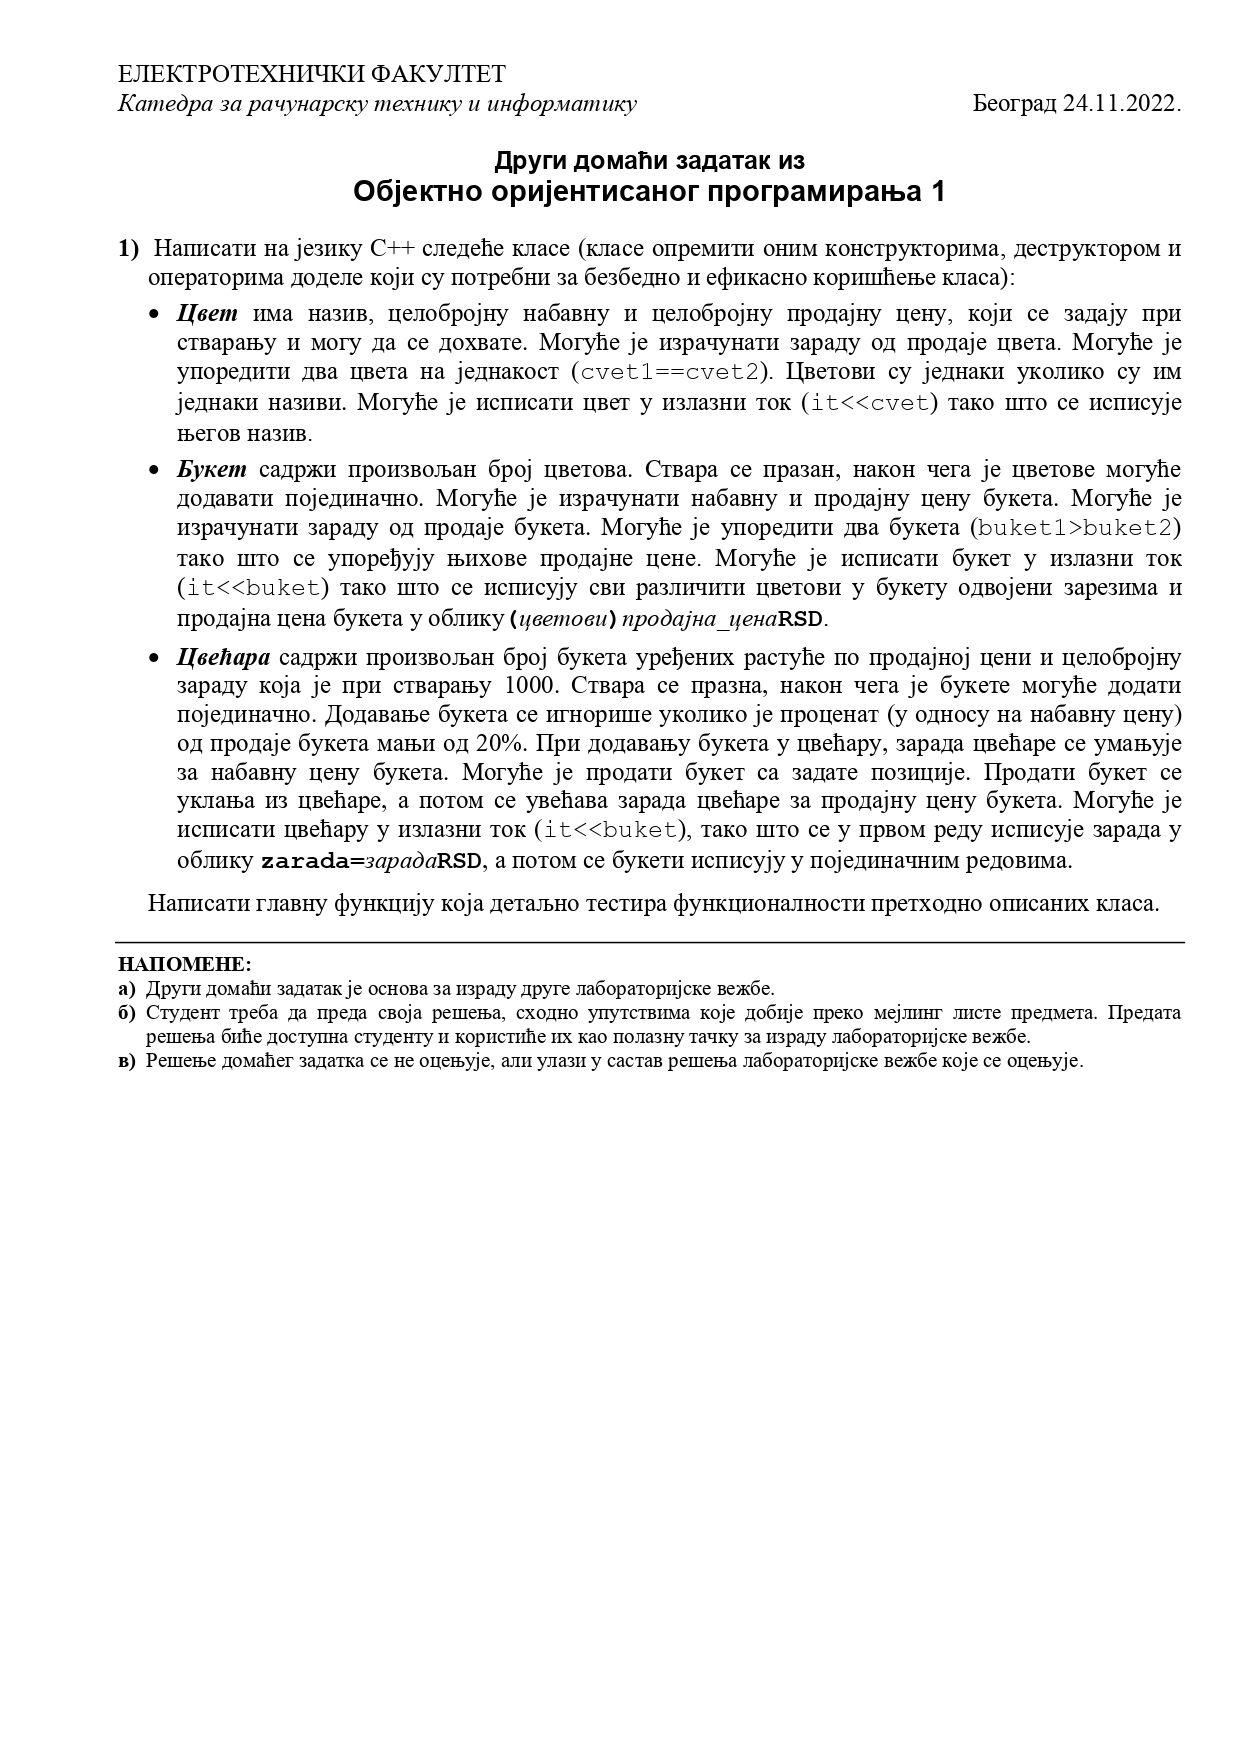 ЕЛЕКТРОТЕХНИЧКИ ФАКУЛТЕТ
Катедра за рачунарску технику и информатику Београд 24.11.2022.
Други домаћи задатак из
Објектно оријентисаног програмирања 1
1) Написати на језику C++ следеће класе (класе опремити оним конструкторима, деструктором и
операторима доделе који су потребни за безбедно и ефикасно коришћење класа):
• Цвет има назив, целобројну набавну и целобројну продајну цену, који се задају при
стварању и могу да се дохвате. Могуће је израчунати зараду од продаје цвета. Могуће је
упоредити два цвета на једнакост (cvet1==cvet2). Цветови су једнаки уколико су им
једнаки називи. Могуће је исписати цвет у излазни ток (it<<cvet) тако што се исписује
његов назив.
• Букет садржи произвољан број цветова. Ствара се празан, након чега је цветове могуће
додавати појединачно. Могуће је израчунати набавну и продајну цену букета. Могуће је
израчунати зараду од продаје букета. Могуће је упоредити два букета (buket1>buket2)
тако што се упоређују њихове продајне цене. Могуће је исписати букет у излазни ток
(it<<buket) тако што се исписују сви различити цветови у букету одвојени зарезима и
продајна цена букета у облику (цветови)продајна_ценаRSD.
• Цвећара садржи произвољан број букета уређених растуће по продајној цени и целобројну
зараду која је при стварању 1000. Ствара се празна, након чега је букете могуће додати
појединачно. Додавање букета се игнорише уколико је проценат (у односу на набавну цену)
од продаје букета мањи од 20%. При додавању букета у цвећару, зарада цвећаре се умањује
за набавну цену букета. Могуће је продати букет са задате позиције. Продати букет се
уклања из цвећаре, а потом се увећава зарада цвећаре за продајну цену букета. Могуће је
исписати цвећару у излазни ток (it<<buket), тако што се у првом реду исписује зарада у
облику zarada=зарадаRSD, а потом се букети исписују у појединачним редовима.
Написати главну функцију која детаљно тестира функционалности претходно описаних класа.
НАПОМЕНЕ:
а) Други домаћи задатак је основа за израду друге лабораторијске вежбе.
б) Студент треба да преда своја решења, сходно упутствима које добије преко мејлинг листе предмета. Предата
решења биће доступна студенту и користиће их као полазну тачку за израду лабораторијске вежбе.
в) Решење домаћег задатка се не оцењује, али улази у састав решења лабораторијске вежбе које се оцењује.